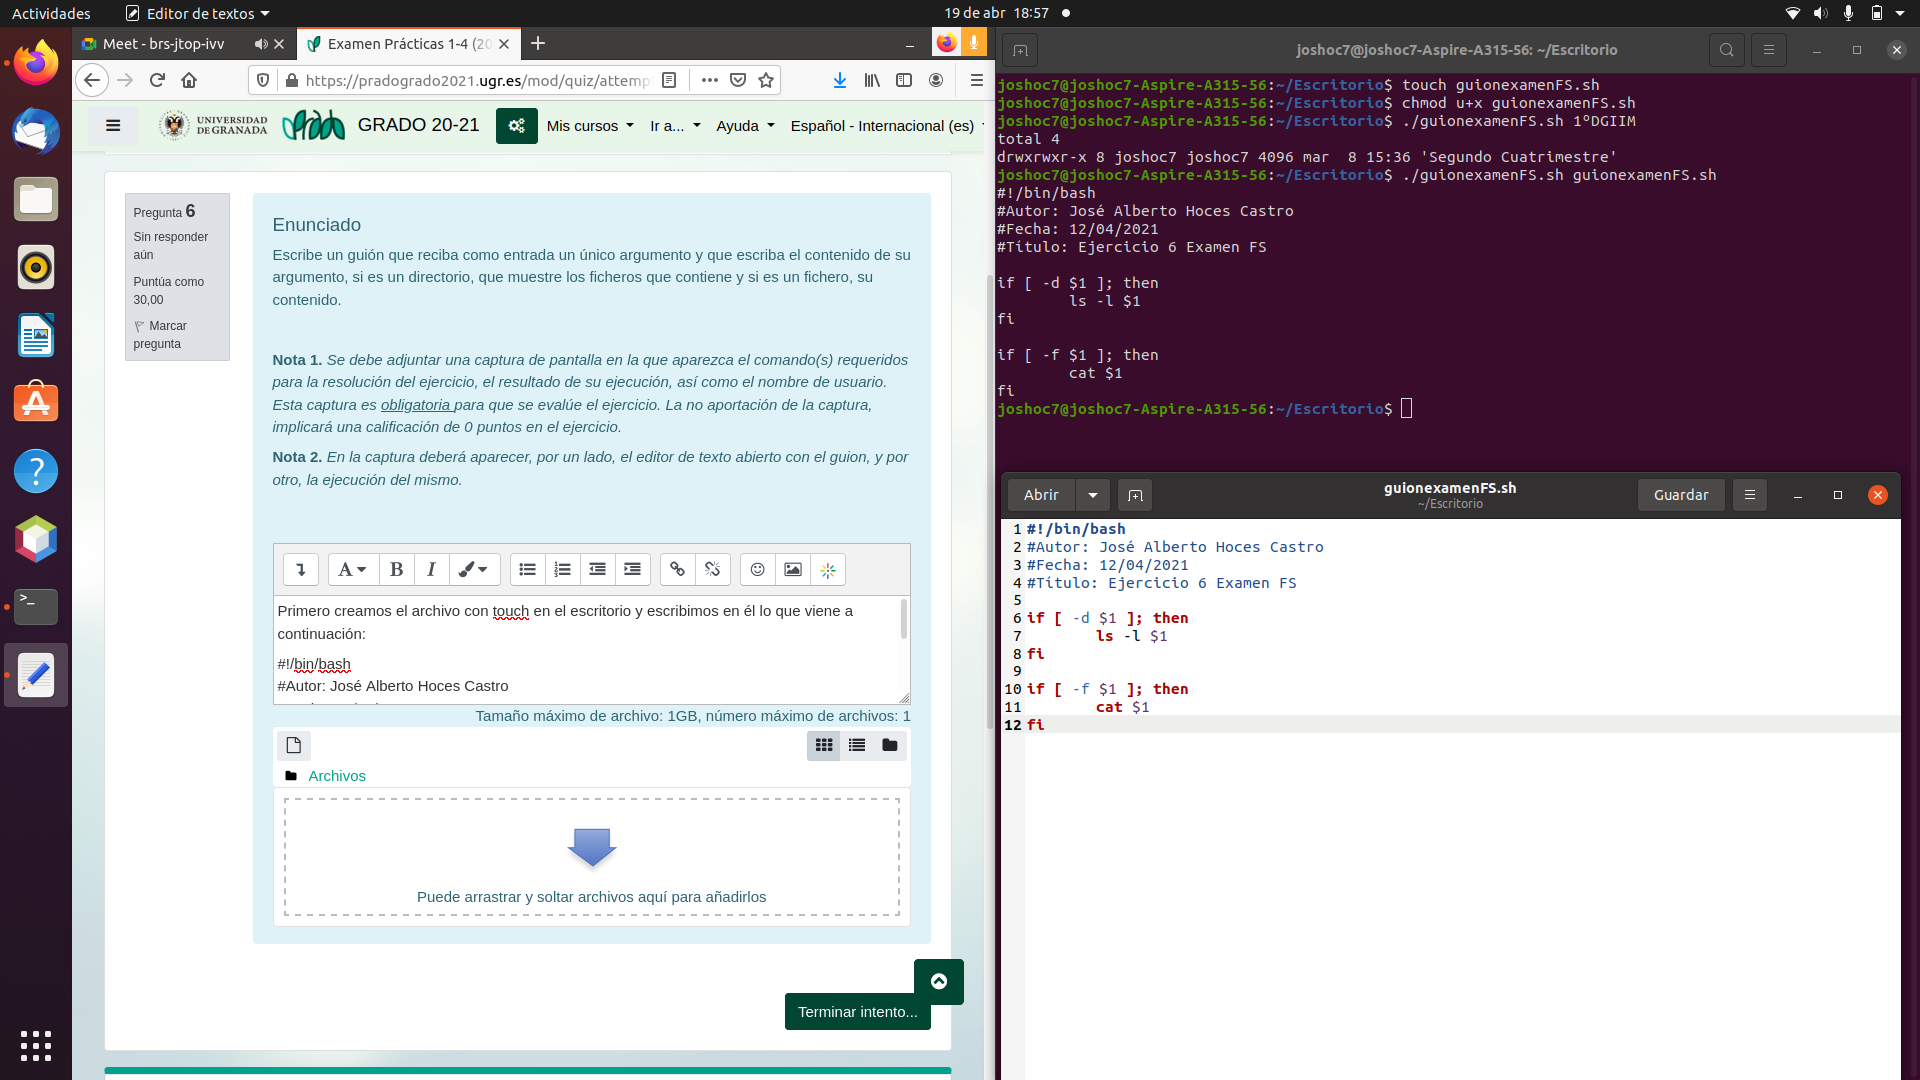 Actividades
Editor de textos
19 de abr 18:57
Meet - brs-jtop-ivv
Examen Prácticas 1-4 (20
https://pradogrado2021.ugr.es/mod/quiz/attemp
UNIVERSIDAD
DE GRANADA
Prado
GRADO 20-21
Mis cursos
Ir a...
Ayuda
Español - Internacional (es)
Pregunta 6
Sin responder
aún
Puntúa como
30,00
Marcar
pregunta
Enunciado
Escribe un guión que reciba como entrada un único argumento y que escriba el contenido de su
argumento, si es un directorio, que muestre los ficheros que contiene y si es un fichero, su
contenido.
Nota 1. Se debe adjuntar una captura de pantalla en la que aparezca el comando(s) requeridos
para la resolución del ejercicio, el resultado de su ejecución, así como el nombre de usuario.
Esta captura es obligatoria para que se evalúe el ejercicio. La no aportación de la captura,
implicará una calificación de 0 puntos en el ejercicio.
Nota 2. En la captura deberá aparecer, por un lado, el editor de texto abierto con el guion, y por
otro, la ejecución del mismo.
Primero creamos el archivo con touch en el escritorio y escribimos en él lo que viene a
continuación:
#!/bin/bash
#Autor: José Alberto Hoces Castro
Tamaño máximo de archivo: 1GB, número máximo de archivos: 1
Archivos
Puede arrastrar y soltar archivos aquí para añadirlos
Terminar intento...
joshoc7@joshoc7-Aspire-A315-56: ~/Escritorio
joshoc7@joshoc7-Aspire-A315-56:~/Escritorio$ touch guionexamenFS.sh
joshoc7@joshoc7-Aspire-A315-56:~/Escritorio$ chmod u+x guionexamenFS.sh
joshoc7@joshoc7-Aspire-A315-56:~/Escritorio$ ./guionexamenFS.sh 1ºDGIIM
total 4
drwxrwxr-x 8 joshoc7 joshoc7 4096 mar  8 15:36 'Segundo Cuatrimestre'
joshoc7@joshoc7-Aspire-A315-56:~/Escritorio$ ./guionexamenFS.sh guionexamenFS.sh
#!/bin/bash
#Autor: José Alberto Hoces Castro
#Fecha: 12/04/2021
#Título: Ejercicio 6 Examen FS
if [ -d $1 ]; then
ls -l $1
fi
if [ -f $1 ]; then
cat $1
fi
joshoc7@joshoc7-Aspire-A315-56:~/Escritorio$
Abrir
guionexamenFS.sh
~/Escritorio
Guardar
1 #!/bin/bash
2 #Autor: José Alberto Hoces Castro
3 #Fecha: 12/04/2021
4 #Título: Ejercicio 6 Examen FS
5
6 if [ -d $1 ]; then
7 ls -l $1
8 fi
9
10 if [ -f $1 ]; then
11 cat $1
12 fi